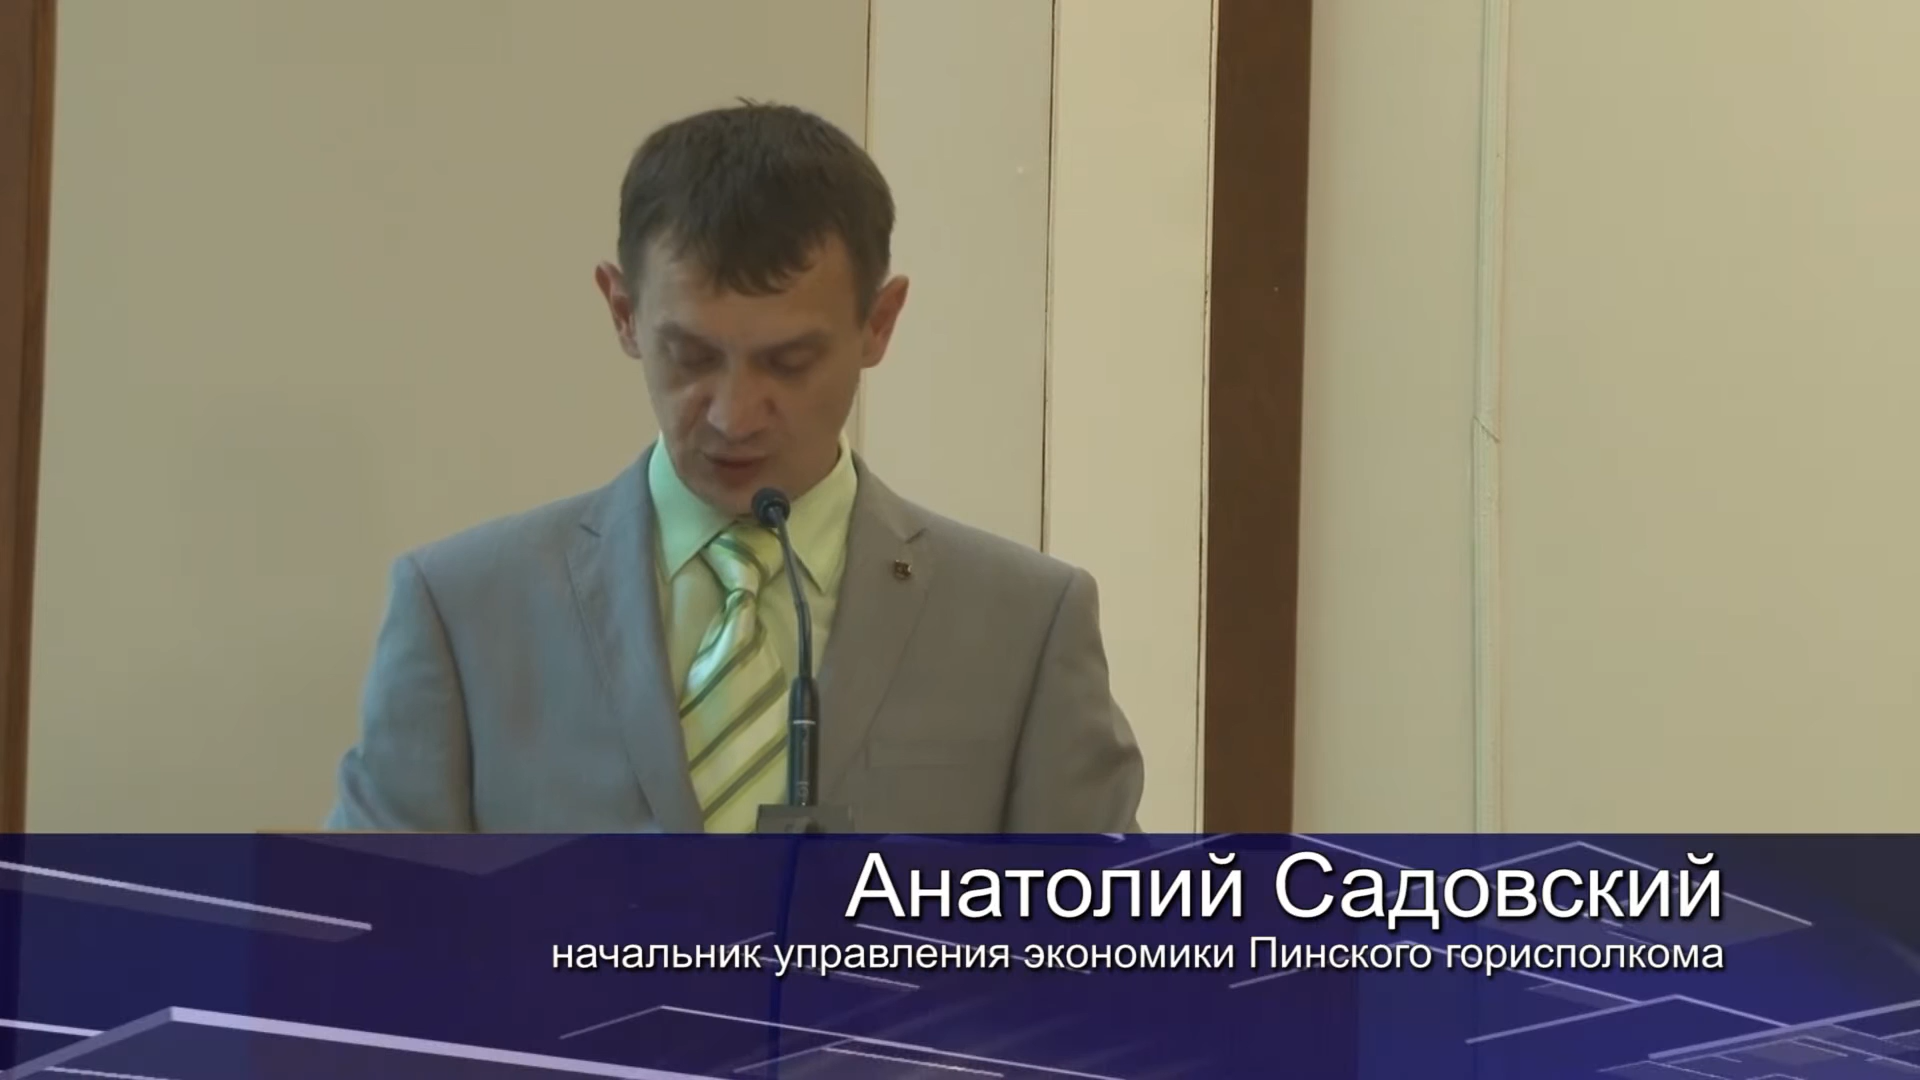 Анатолий Садовский
начальник управления экономики Пинского горисполкома